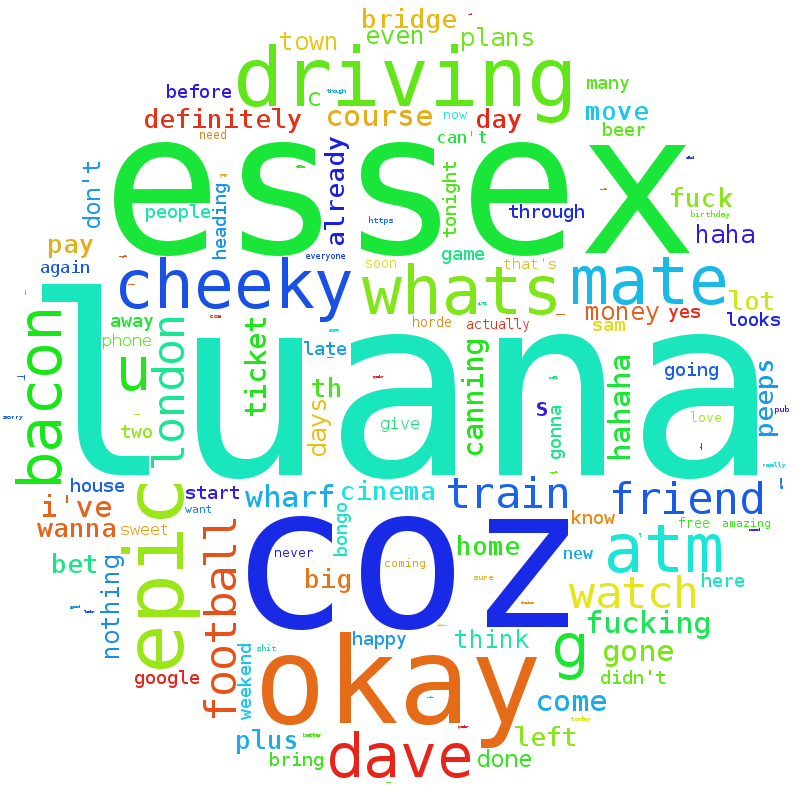 bridge
town even plans
driving
before c though many
definitely course now day move
need can't beer
essex
don't already tonight fuck
people heading https through birthday
haha
pay
again everyone soon game that's
cheeky whats mate
money lot
away horde actually sam yes looks
phone
bacon u london ticket late
th
days give canning gonna hahaha going peeps
love pub
two
luana
sorry really
house start wharf cinema train friend
i've want
wanna sweet bongo know free amazing
epic coz atm
never home new
bet coming
nothing football big sure watch here
fucking
happy think g gone
google shit weekend didn't
okay
come
today
plus left
better
bring dave done